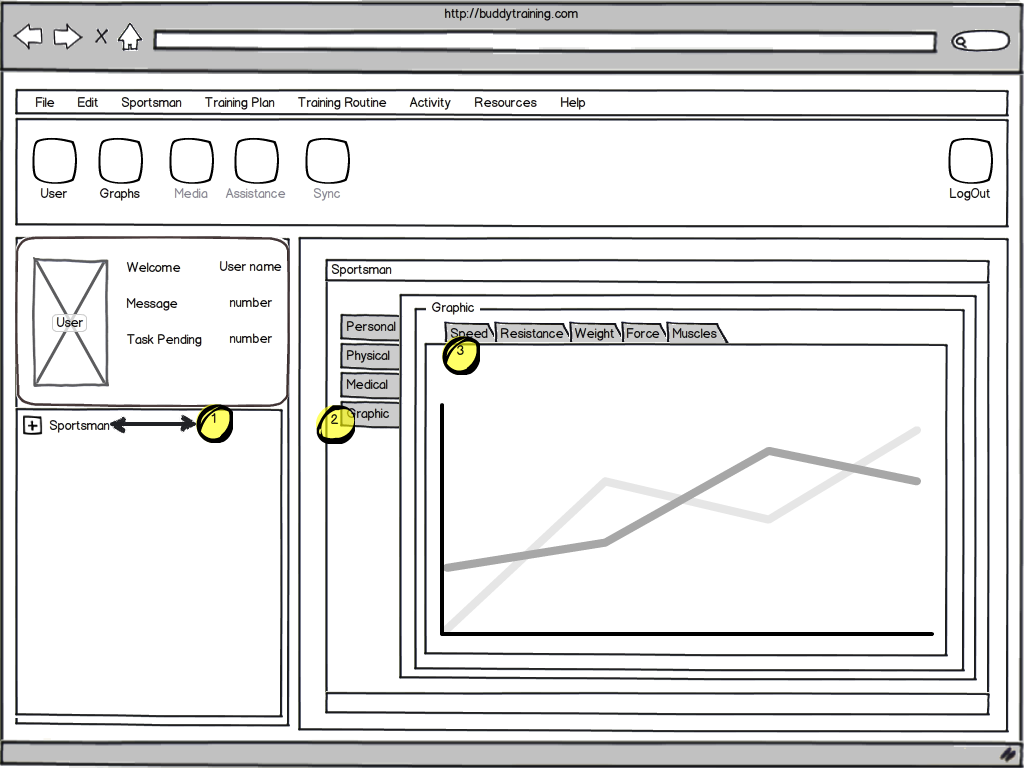 http://buddytraining.com
File Edit Sportsman Training Plan Training Routine Activity Resources Help
User Graphs Media Assistance Sync LogOut
Welcome User name
User
Message number
Task Pending number
Sportsman 1
Sportsman
Personal
Physical
Medical
2 Graphic
Graphic
Speed Resistance Weight Force Muscles
3